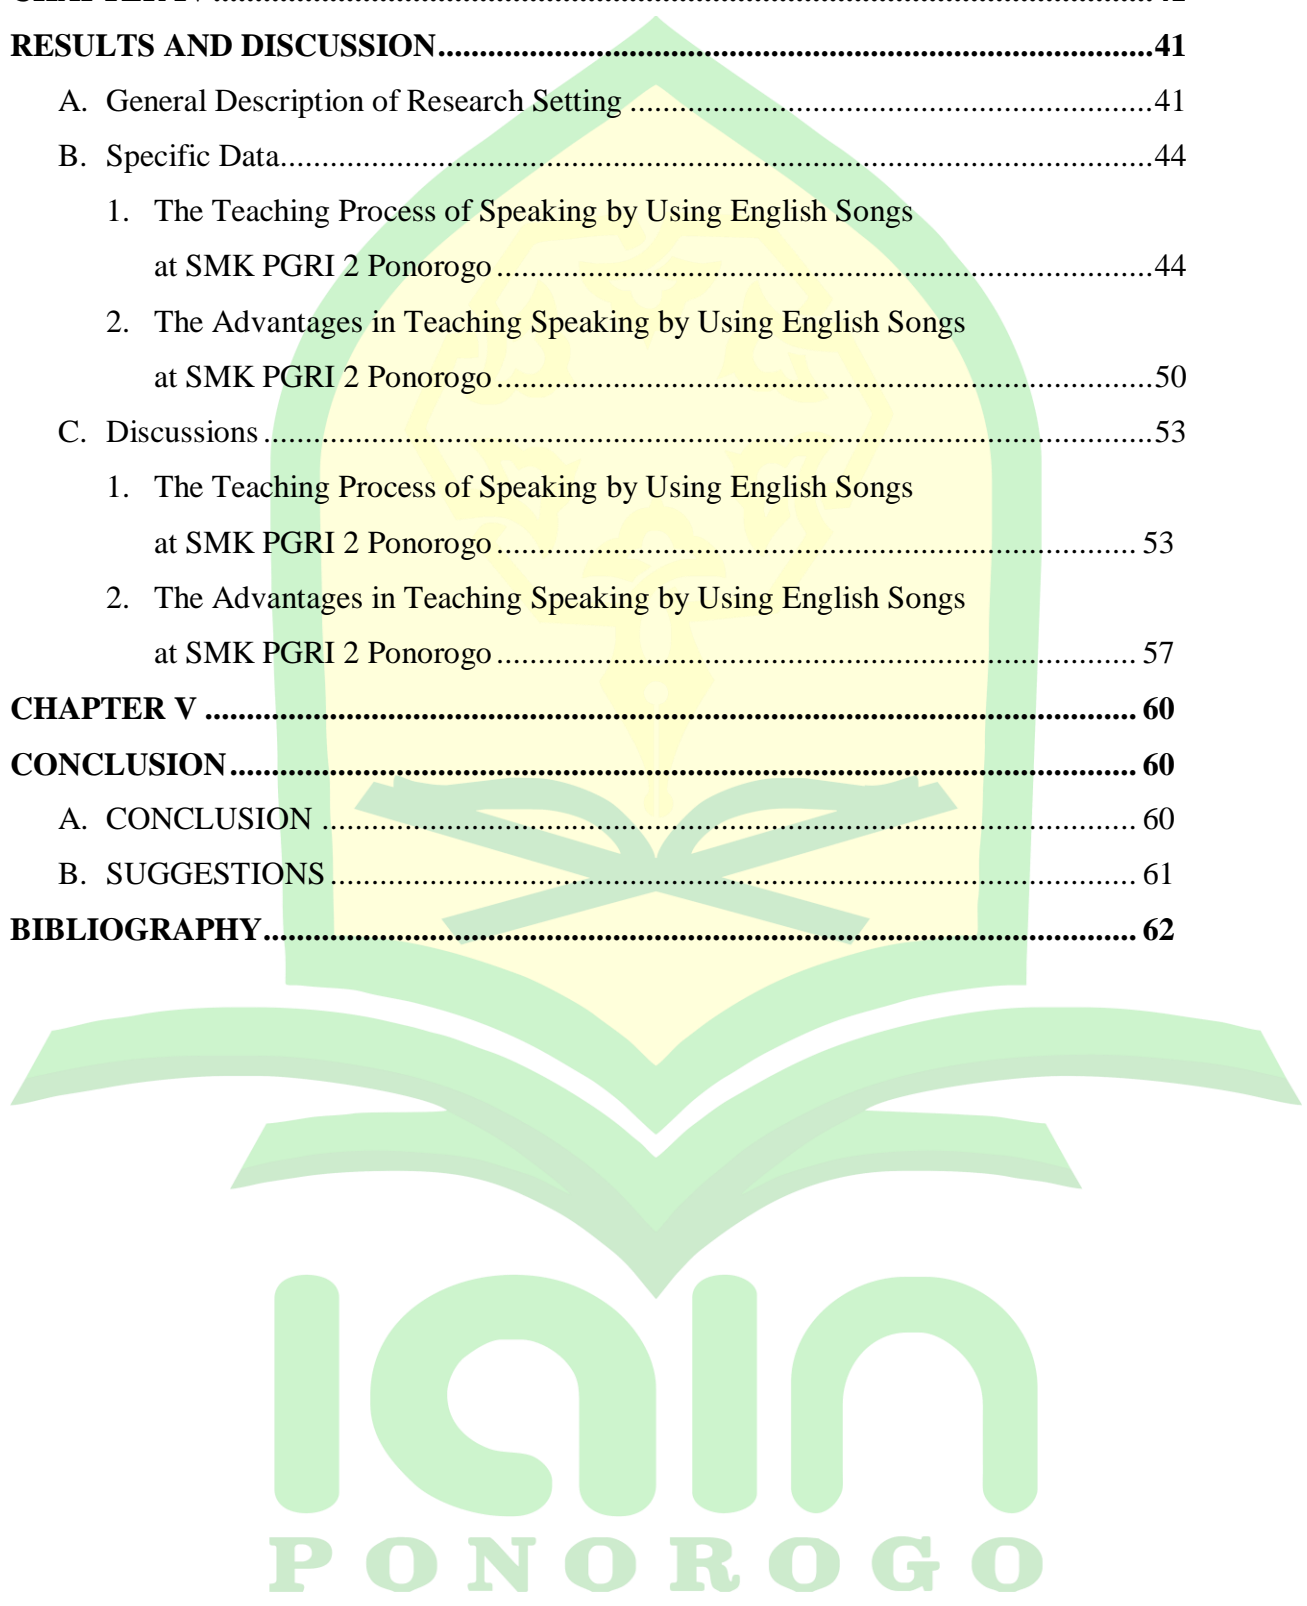 RESULTS AND DISCUSSION.......................................................................................41
A. General Description of Research Setting ................................................................41
B. Specific Data...........................................................................................................44
1. The Teaching Process of Speaking by Using English Songs
at SMK PGRI 2 Ponorogo ................................................................................44
2. The Advantages in Teaching Speaking by Using English Songs
at SMK PGRI 2 Ponorogo ................................................................................50
C. Discussions .............................................................................................................53
1. The Teaching Process of Speaking by Using English Songs
at SMK PGRI 2 Ponorogo .............................................................................. 53
2. The Advantages in Teaching Speaking by Using English Songs
at SMK PGRI 2 Ponorogo .............................................................................. 57
CHAPTER V .................................................................................................................. 60
CONCLUSION .............................................................................................................. 60
A. CONCLUSION .................................................................................................. 60
B. SUGGESTIONS ................................................................................................. 61
BIBLIOGRAPHY.......................................................................................................... 62
iain
PONOROGO